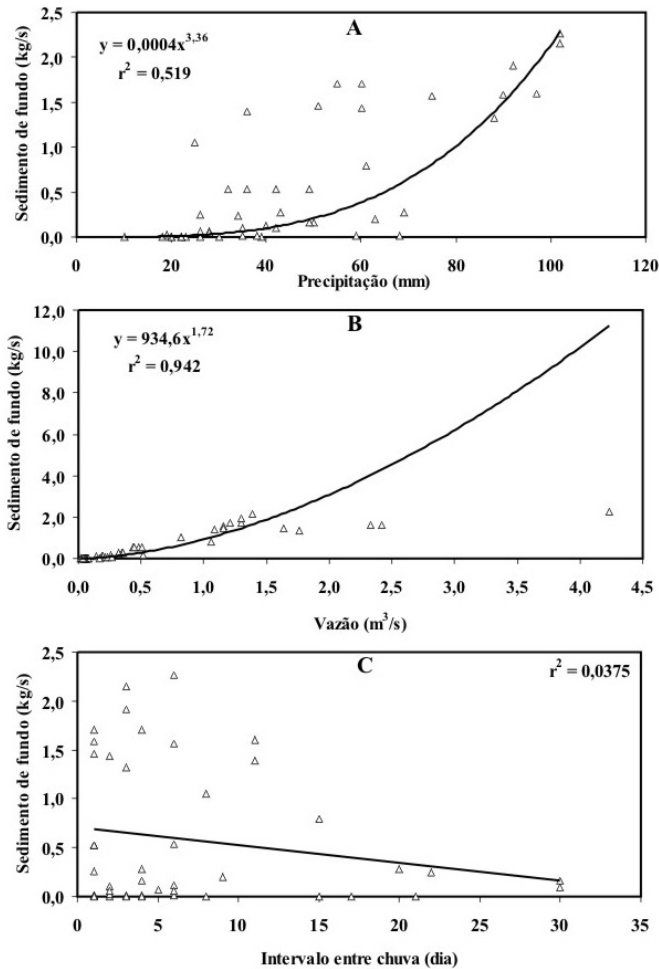 A
y = 0,0004x^3,36
r² = 0,519
Sedimento de fundo (kg/s)
2,5
2,0
1,5
1,0
0,5
0,0
0 20 40 60 80 100 120
Precipitação (mm)
B
y = 934,6x^1,72
r² = 0,942
Sedimento de fundo (kg/s)
12,0
10,0
8,0
6,0
4,0
2,0
0,0
0,0 0,5 1,0 1,5 2,0 2,5 3,0 3,5 4,0 4,5
Vazão (m³/s)
C
r² = 0,0375
Sedimento de fundo (kg/s)
2,5
2,0
1,5
1,0
0,5
0,0
0 5 10 15 20 25 30 35
Intervalo entre chuva (dia)